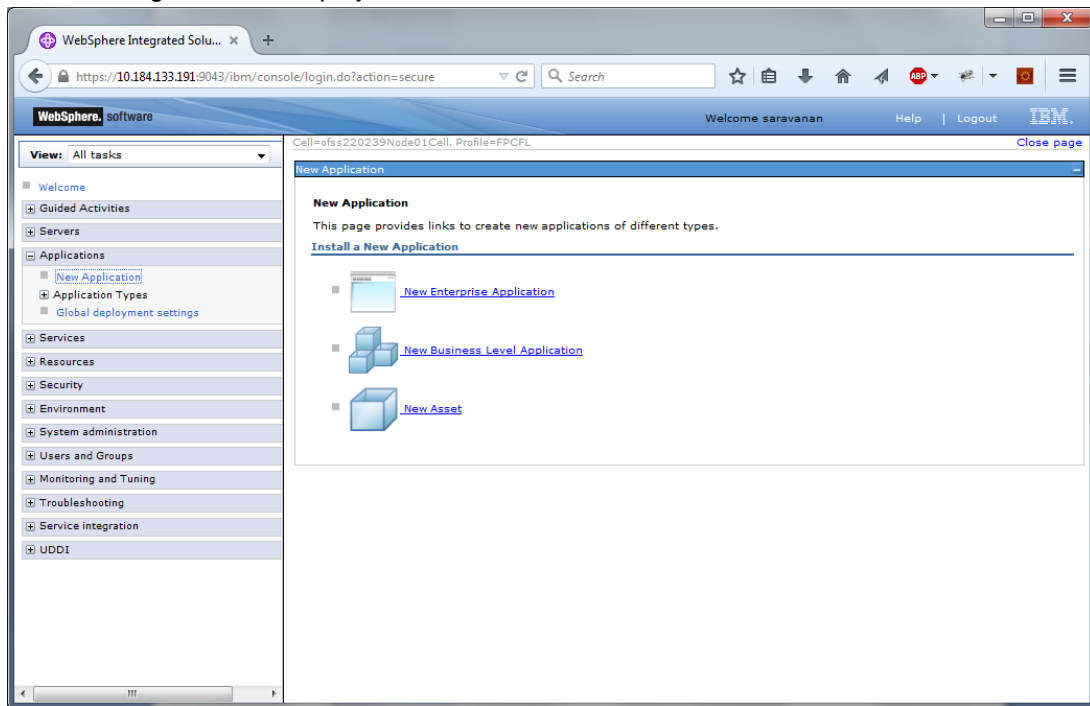 WebSphere Integrated Solu... × +
https://10.184.133.191:9043/ibm/console/login.do?action=secure Search ABP
WebSphere. software Welcome saravanan Help | Logout IBM.
View: All tasks
Cell=ofss220239Node01Cell, Profile=FPCFL Close page
Welcome
Guided Activities
Servers
Applications
New Application
Application Types
Global deployment settings
Services
Resources
Security
Environment
System administration
Users and Groups
Monitoring and Tuning
Troubleshooting
Service integration
UDDI
New Application
New Application
This page provides links to create new applications of different types.
Install a New Application
New Enterprise Application
New Business Level Application
New Asset